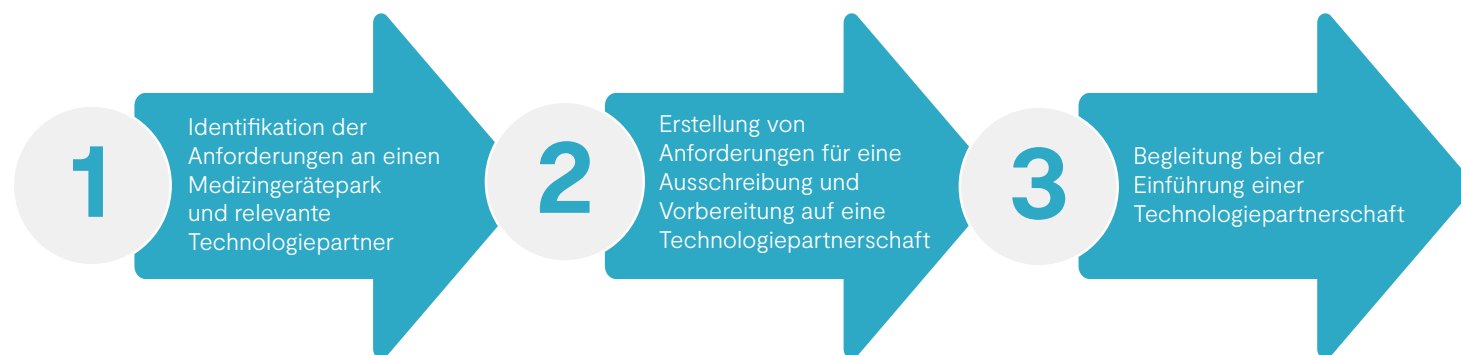 1
Identifikation der
Anforderungen an einen
Medizingerätepark
und relevante
Technologiepartner
2
Erstellung von
Anforderungen für eine
Ausschreibung und
Vorbereitung auf eine
Technologiepartnerschaft
3
Begleitung bei der
Einführung einer
Technologiepartnerschaft